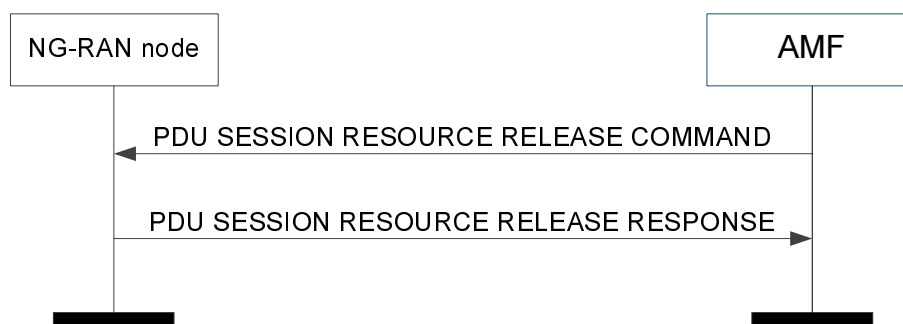 NG-RAN node
AMF
PDU SESSION RESOURCE RELEASE COMMAND
PDU SESSION RESOURCE RELEASE RESPONSE